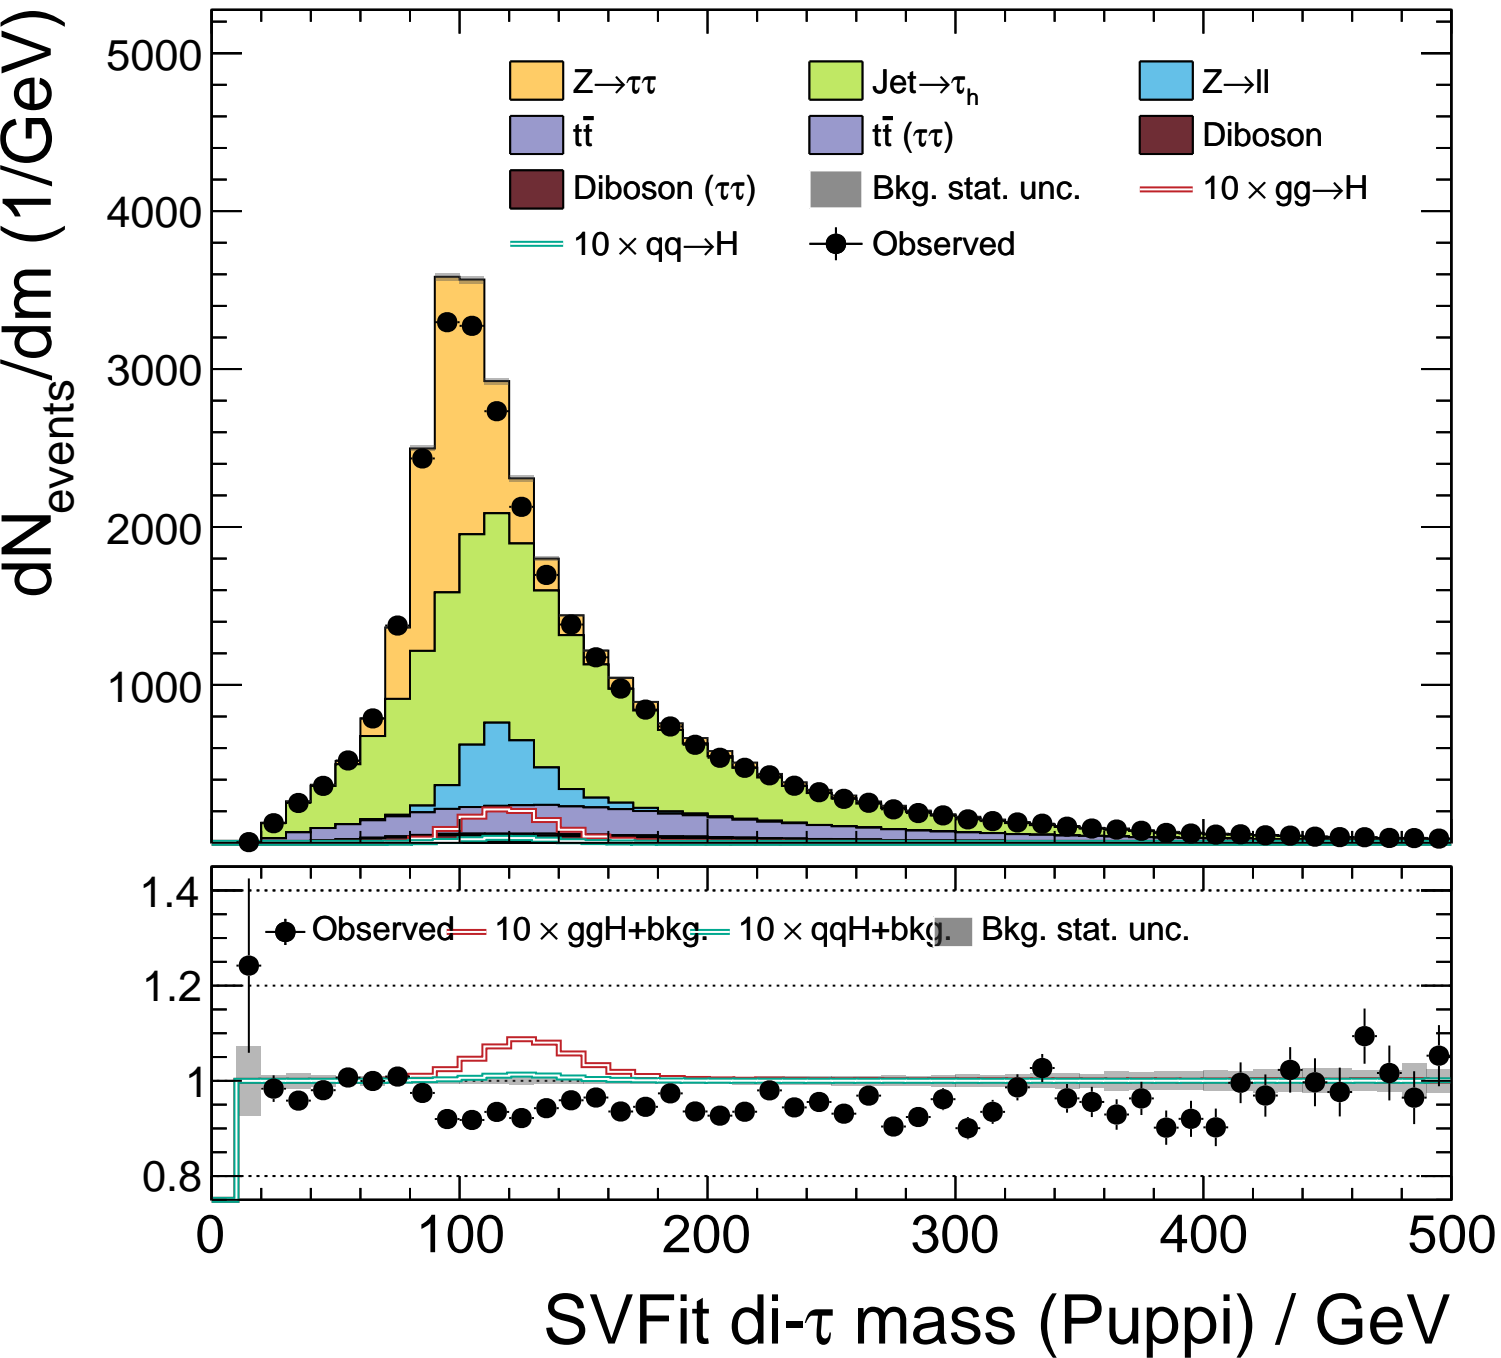 dN_events/dm (1/GeV)
5000
4000
3000
2000
1000
Z→ττ Jet→τ_h Z→ll
tt̄ tt̄ (ττ) Diboson
Diboson (ττ) Bkg. stat. unc. 10 × gg→H
10 × qq→H Observed
1.4
1.2
1
0.8
Observed 10 × ggH+bkg. 10 × qqH+bkg. Bkg. stat. unc.
0 100 200 300 400 500
SVFit di-τ mass (Puppi) / GeV